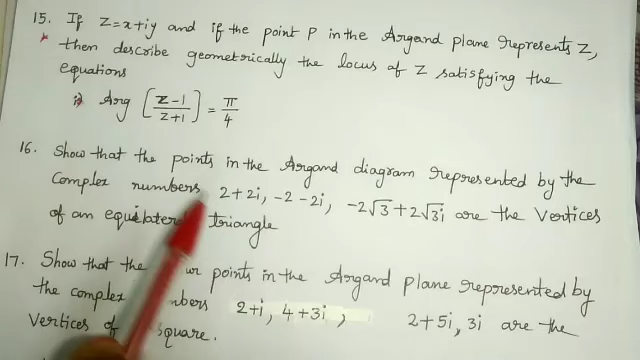 15. If Z=x+iy and if the point P in the Argand plane represents Z,
* then describe geometrically the locus of Z satisfying the
equations
i) Arg [(Z-1)/(Z+1)] = π/4
16. Show that the points in the Argand diagram represented by the
Complex numbers 2+2i, -2-2i, -2√3+2√3i are the Vertices
of an equilateral triangle
17. Show that the points in the Argand plane represented by
the complex 2+i, 4+3i, 2+5i, 3i are the
Vertices of square.